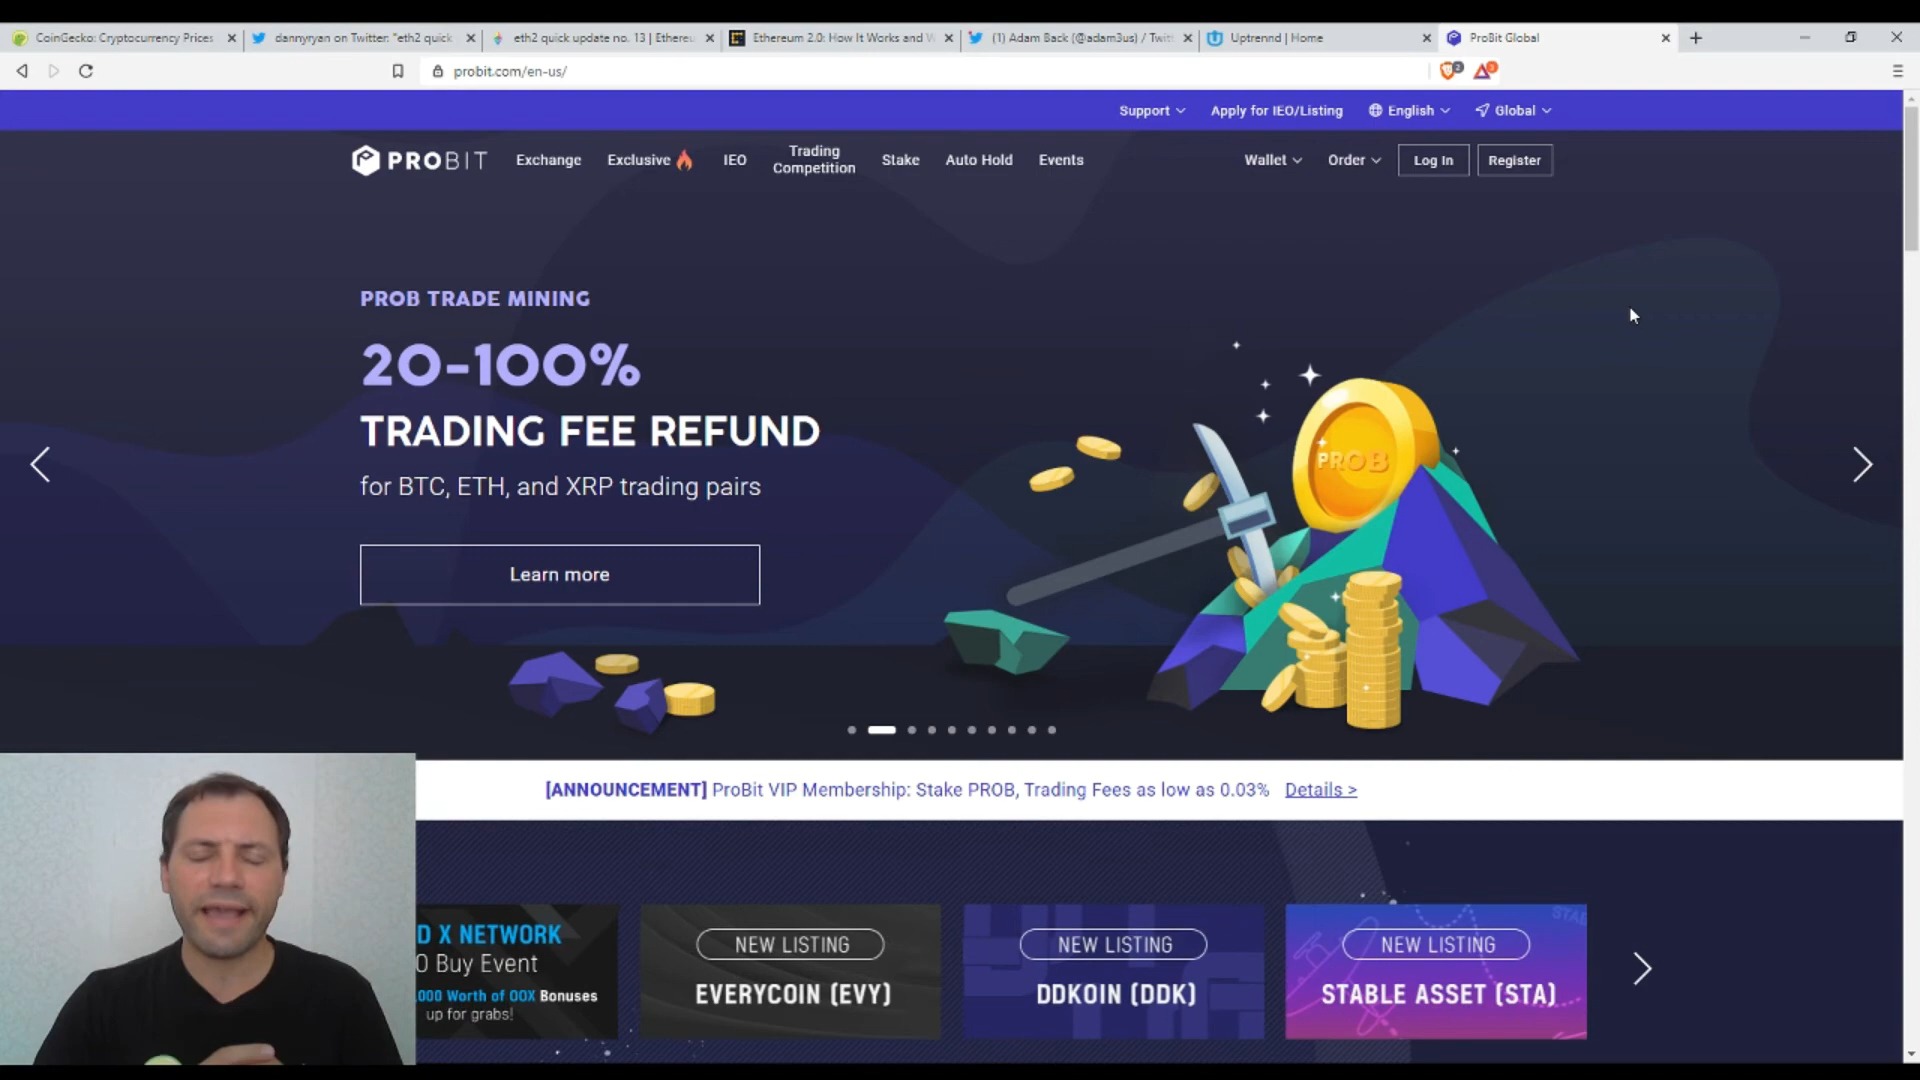 CoinGecko: Cryptocurrency Prices
dannyryan on Twitter: "eth2 quick
eth2 quick update no. 13 | Ethere
Ethereum 2.0: How It Works and W
(1) Adam Back (@adam3us) / Twit
Uptrennd | Home
ProBit Global
probit.com/en-us/
2
Support
Apply for IEO/Listing
English
Global
PROBIT
Exchange
Exclusive
IEO
Trading
Competition
Stake
Auto Hold
Events
Wallet
Order
Log In
Register
PROB TRADE MINING
20-100%
TRADING FEE REFUND
for BTC, ETH, and XRP trading pairs
Learn more
PROB
[ANNOUNCEMENT] ProBit VIP Membership: Stake PROB, Trading Fees as low as 0.03% Details >
D X NETWORK
O Buy Event
000 Worth of OOX Bonuses
up for grabs!
NEW LISTING
EVERYCOIN (EVY)
NEW LISTING
DDKOIN (DDK)
NEW LISTING
STABLE ASSET (STA)